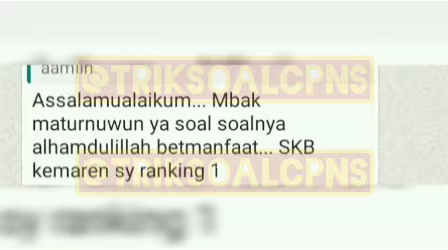 aamiin
@TRIKSOALCPNS
Assalamualaikum... Mbak
maturnuwun ya soal soalnya
alhamdulillah betmanfaat... SKB
kemaren sy ranking 1
@TRIKSOALCPNS
sy ranking 1